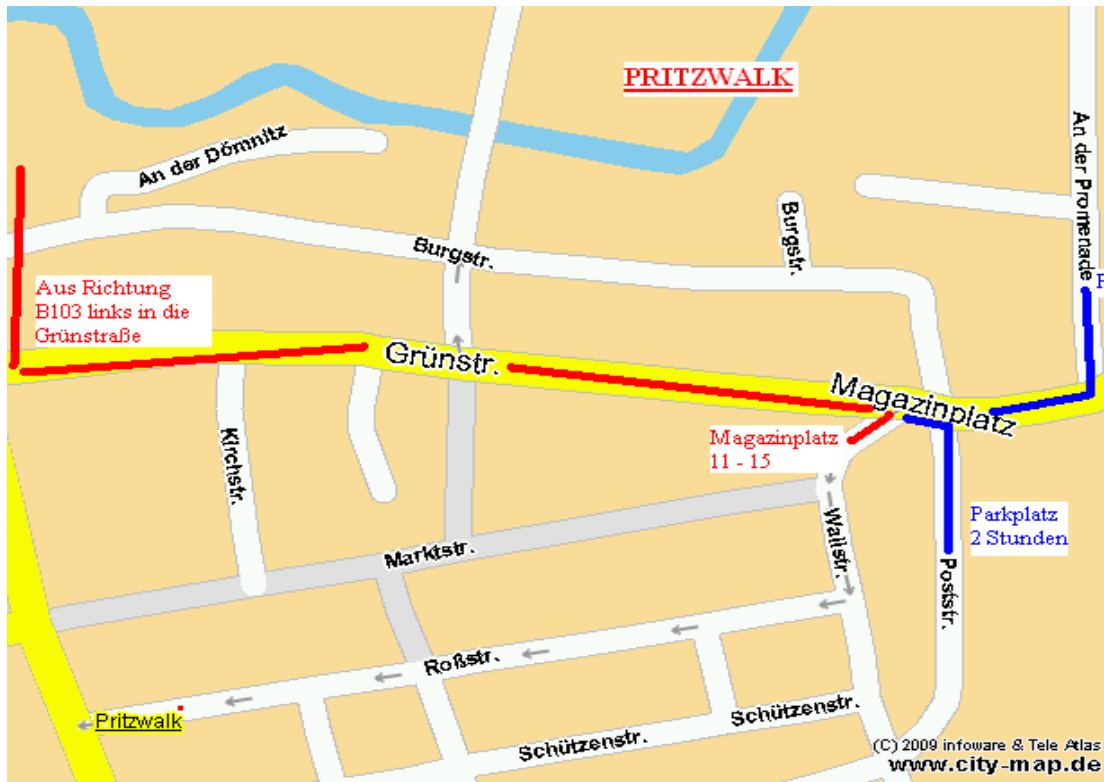 PRITZWALK
An der Dömnitz
An der Promenade
Burgstr.
Burgstr.
Aus Richtung
B103 links in die
Grünstraße
P
Grünstr.
Magazinplatz
Magazinplatz
11 - 15
Kirchstr.
Parkplatz
2 Stunden
Wallstr.
Marktstr.
Poststr.
Roßstr.
Pritzwalk
Schützenstr.
Schützenstr.
(C) 2009 infoware & Tele Atlas
www.city-map.de